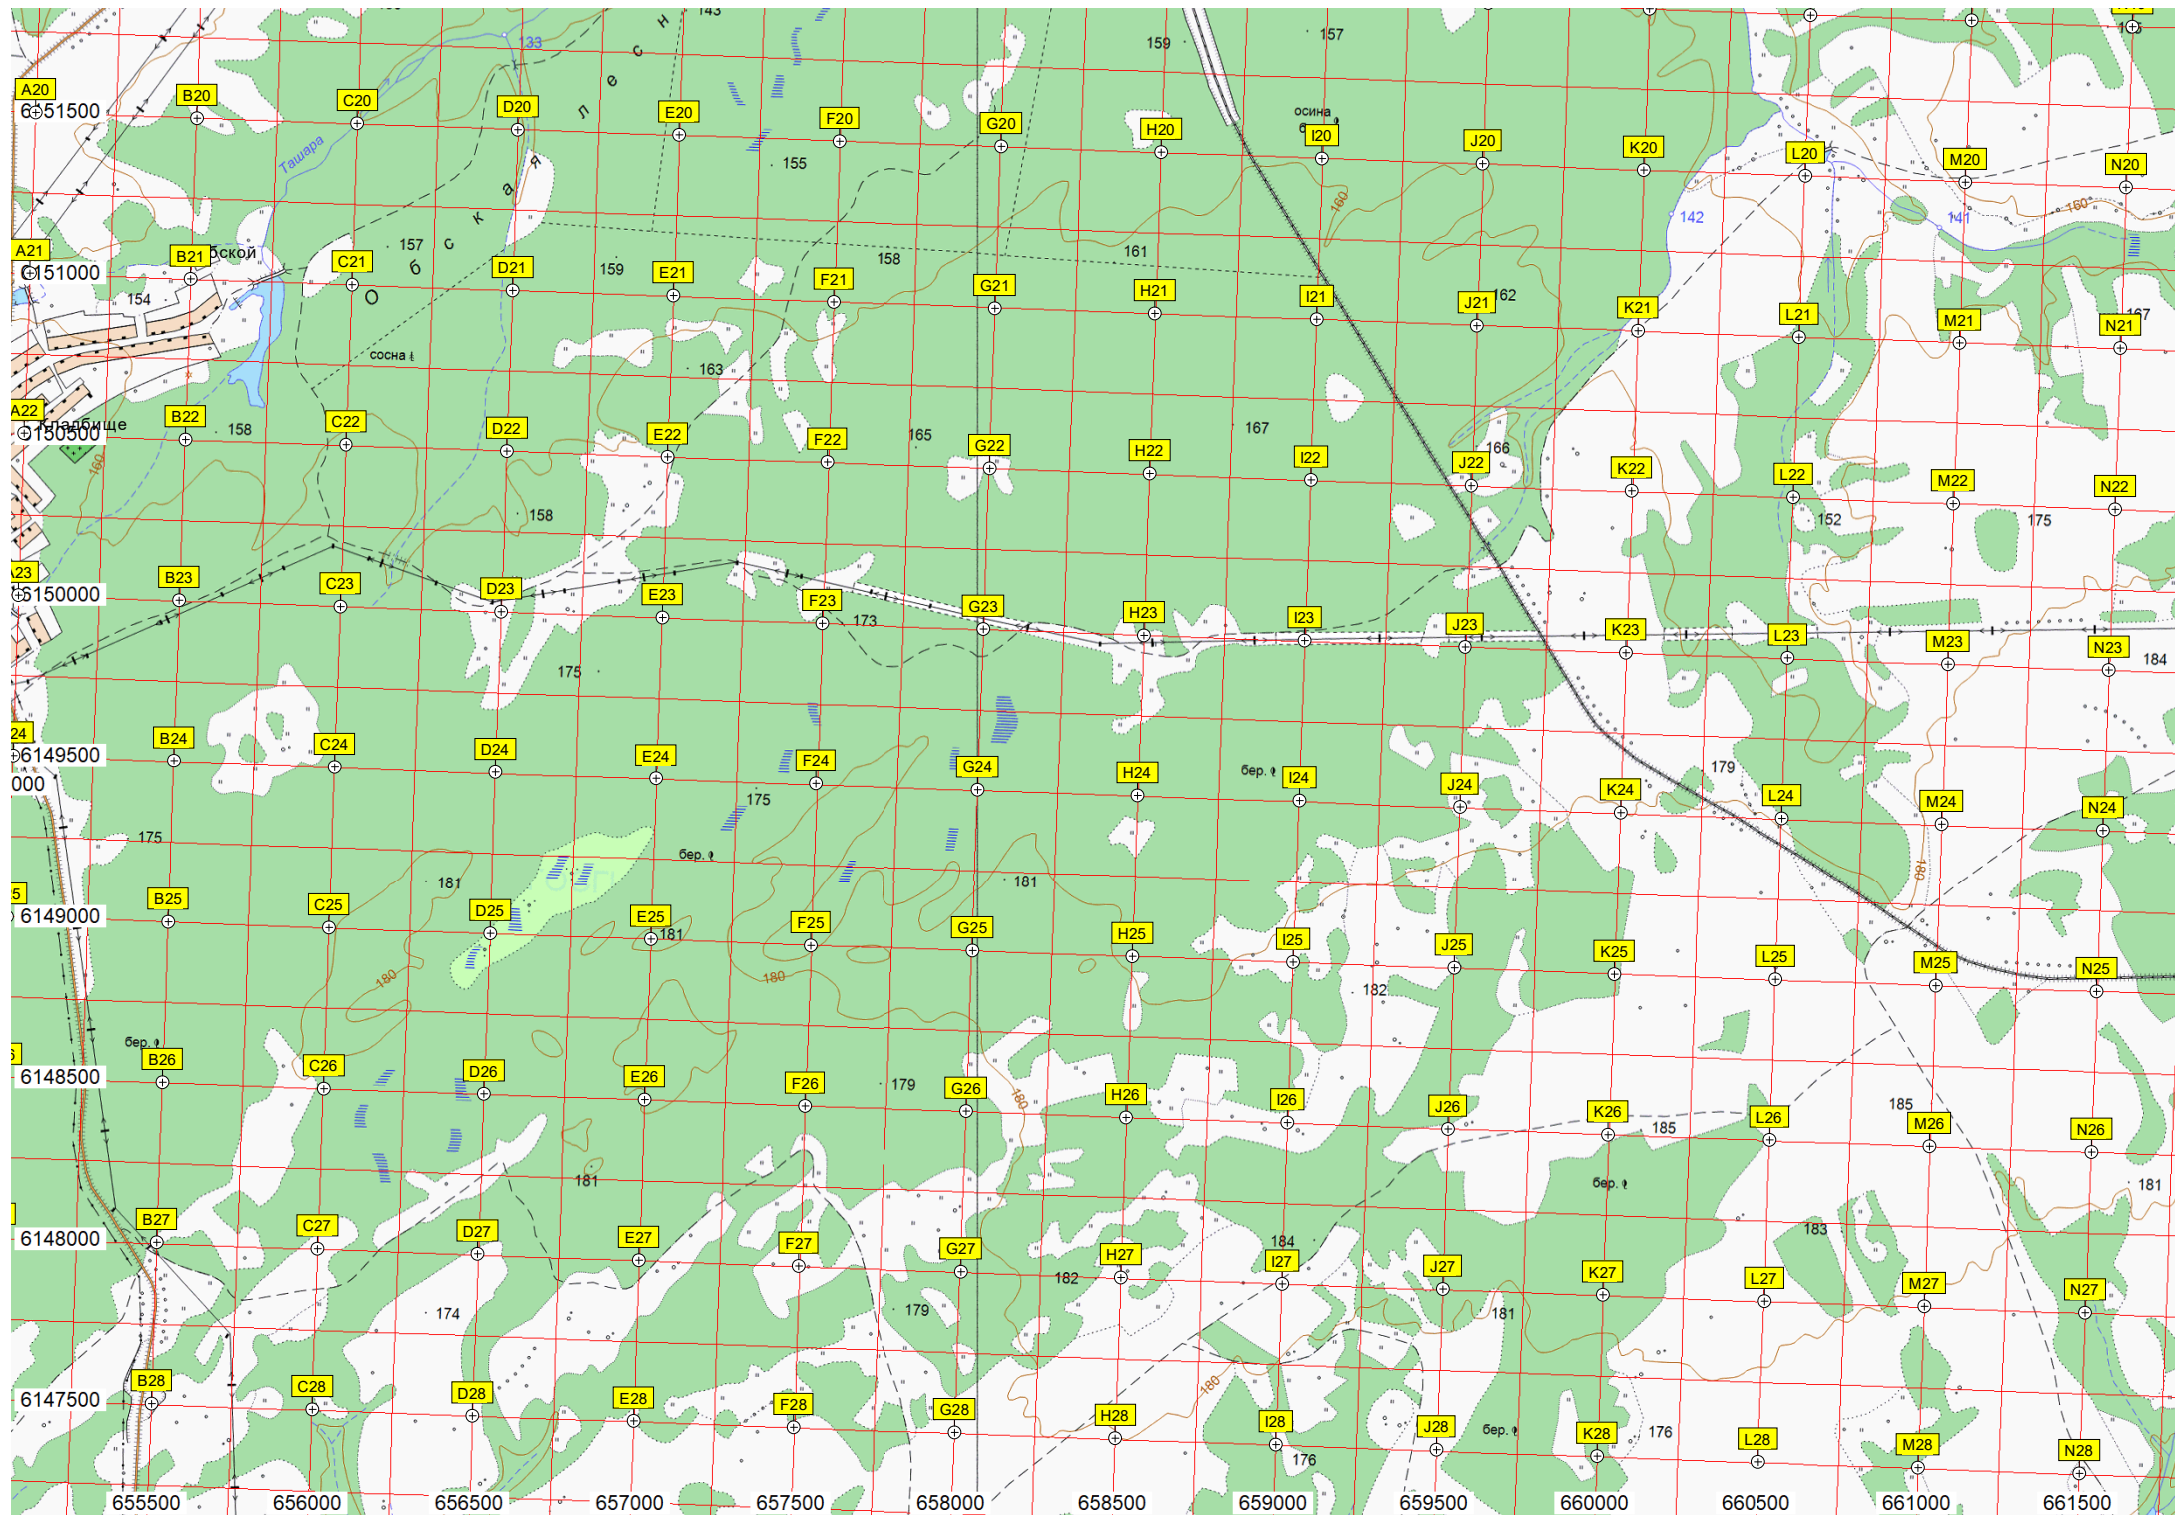 143
133
159
157
A20
B20
C20
D20
E20
F20
G20
H20
осина
I20
J20
K20
L20
M20
N20
6151500
Ташара
Обская лесн
155
160
142
141
160
A21
B21
бской
C21
157
D21
159
E21
F21
158
G21
161
H21
I21
J21
162
K21
L21
M21
N21
167
154
сосна
163
A22
Кладбище
B22
158
C22
D22
E22
F22
165
G22
H22
167
I22
J22
166
K22
L22
M22
N22
160
158
152
175
B23
C23
D23
E23
F23
173
G23
H23
I23
J23
K23
L23
M23
N23
184
6150000
175
B24
C24
D24
E24
F24
G24
H24
бер.
I24
J24
K24
179
L24
M24
N24
6149500
000
175
175
бер.
180
181
181
B25
C25
D25
E25
181
F25
G25
H25
I25
J25
K25
L25
M25
N25
6149000
180
180
182
бер.
B26
C26
D26
E26
F26
179
G26
180
H26
I26
J26
K26
185
L26
185
M26
N26
6148500
181
бер.
181
B27
C27
D27
E27
F27
G27
H27
184
I27
J27
K27
183
L27
M27
N27
6148000
182
174
179
181
B28
C28
D28
E28
F28
G28
H28
180
I28
176
J28
бер.
K28
176
L28
M28
N28
6147500
655500 656000 656500 657000 657500 658000 658500 659000 659500 660000 660500 661000 661500